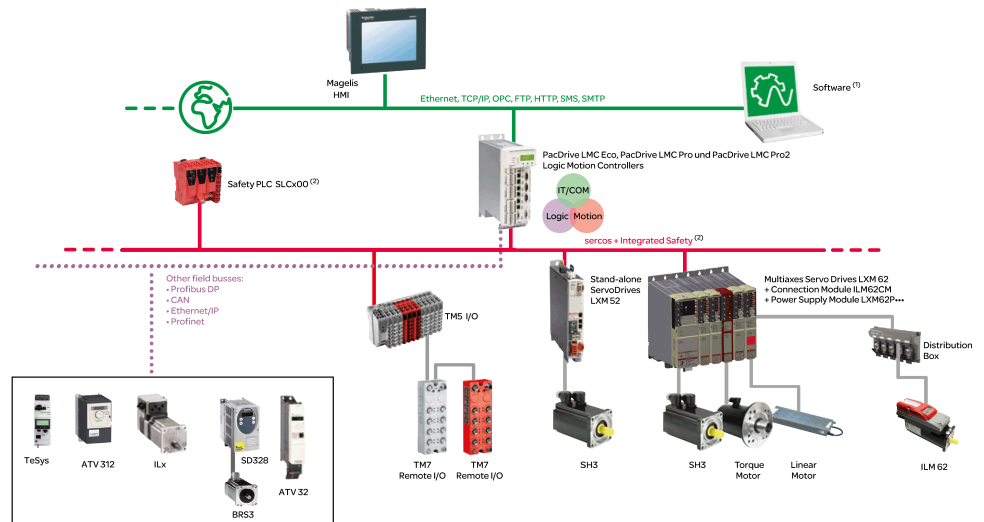 Magelis
HMI
Ethernet, TCP/IP, OPC, FTP, HTTP, SMS, SMTP
Software (1)
Safety PLC SLCx00 (2)
PacDrive LMC Eco, PacDrive LMC Pro und PacDrive LMC Pro2
Logic Motion Controllers
IT/COM
Logic
Motion
sercos + Integrated Safety (2)
Other field busses:
• Profibus DP
• CAN
• Ethernet/IP
• Profinet
TM5 I/O
Stand-alone
ServoDrives
LXM 52
Multiaxes Servo Drives LXM 62
+ Connection Module ILM62CM
+ Power Supply Module LXM62P•••
Distribution
Box
TeSys
ATV 312
ILx
SD328
BRS3
ATV 32
TM7
Remote I/O
TM7
Remote I/O
SH3
SH3
Torque
Motor
Linear
Motor
ILM 62